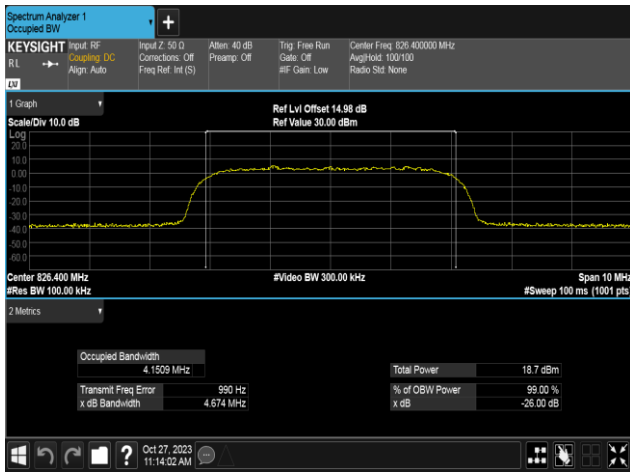 Spectrum Analyzer 1
Occupied BW
KEYSIGHT
RL
LXI
Input: RF
Coupling: DC
Align: Auto
Input Z: 50 Ω
Corrections: Off
Freq Ref: Int (S)
Atten: 40 dB
Preamp: Off
Trig: Free Run
Gate: Off
#IF Gain: Low
Center Freq: 826.400000 MHz
Avg|Hold: 100/100
Radio Std: None
1 Graph
Scale/Div 10.0 dB
Ref Lvl Offset 14.98 dB
Ref Value 30.00 dBm
Log
20.0
10.0
0.00
-10.0
-20.0
-30.0
-40.0
-50.0
-60.0
Center 826.400 MHz
#Res BW 100.00 kHz
#Video BW 300.00 kHz
Span 10 MHz
#Sweep 100 ms (1001 pts)
2 Metrics
Occupied Bandwidth
4.1509 MHz
Transmit Freq Error 990 Hz
x dB Bandwidth 4.674 MHz
Total Power 18.7 dBm
% of OBW Power 99.00 %
x dB -26.00 dB
?
Oct 27, 2023
11:14:02 AM